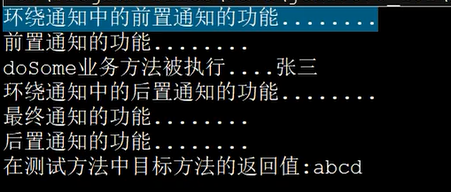 环绕通知中的前置通知的功能........
前置通知的功能........
doSome业务方法被执行....张三
环绕通知中的后置通知的功能........
最终通知的功能........
后置通知的功能........
在测试方法中目标方法的返回值:abcd